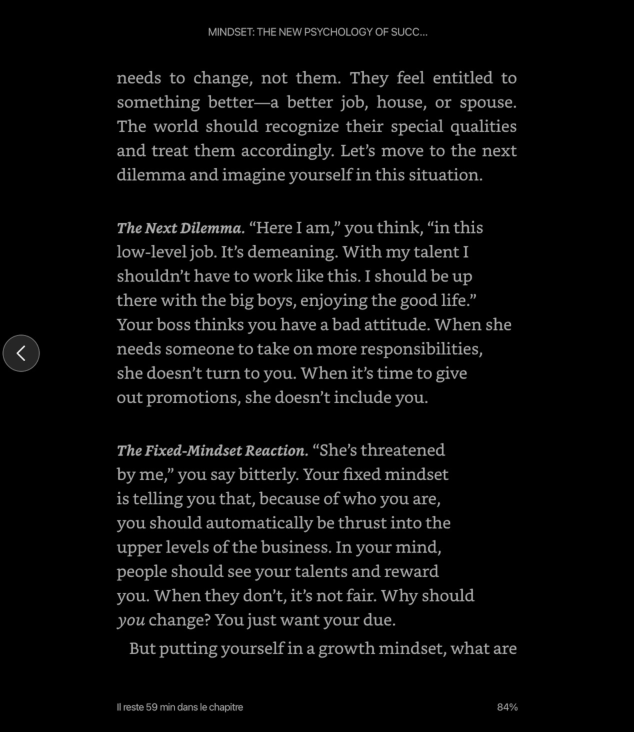 MINDSET: THE NEW PSYCHOLOGY OF SUCC...
needs to change, not them. They feel entitled to
something better—a better job, house, or spouse.
The world should recognize their special qualities
and treat them accordingly. Let’s move to the next
dilemma and imagine yourself in this situation.
The Next Dilemma. “Here I am,” you think, “in this
low-level job. It’s demeaning. With my talent I
shouldn’t have to work like this. I should be up
there with the big boys, enjoying the good life.”
Your boss thinks you have a bad attitude. When she
needs someone to take on more responsibilities,
she doesn’t turn to you. When it’s time to give
out promotions, she doesn’t include you.
The Fixed-Mindset Reaction. “She’s threatened
by me,” you say bitterly. Your fixed mindset
is telling you that, because of who you are,
you should automatically be thrust into the
upper levels of the business. In your mind,
people should see your talents and reward
you. When they don’t, it’s not fair. Why should
you change? You just want your due.
But putting yourself in a growth mindset, what are
Il reste 59 min dans le chapitre
84%